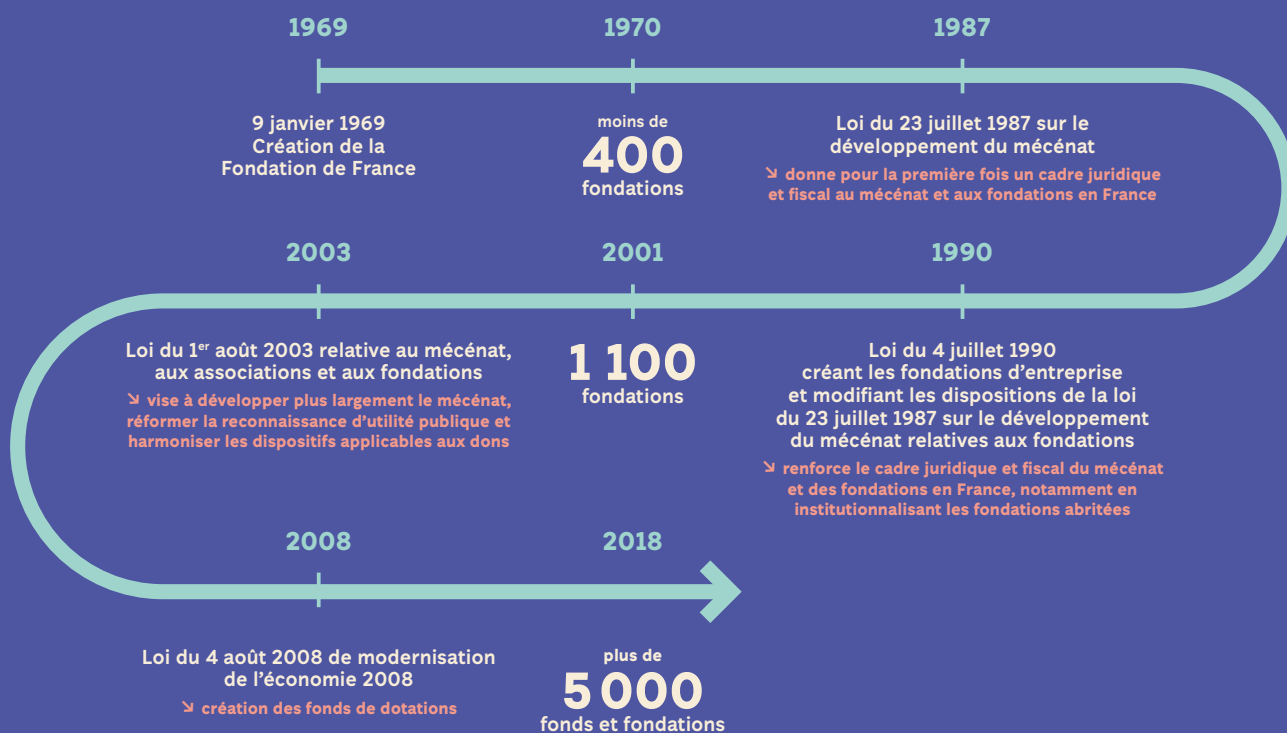 1969
9 janvier 1969
Création de la
Fondation de France
1970
moins de
400
fondations
1987
Loi du 23 juillet 1987 sur le
développement du mécénat
↘ donne pour la première fois un cadre juridique
et fiscal au mécénat et aux fondations en France
1990
Loi du 4 juillet 1990
créant les fondations d’entreprise
et modifiant les dispositions de la loi
du 23 juillet 1987 sur le développement
du mécénat relatives aux fondations
↘ renforce le cadre juridique et fiscal du mécénat
et des fondations en France, notamment en
institutionnalisant les fondations abritées
2001
1 100
fondations
2003
Loi du 1er août 2003 relative au mécénat,
aux associations et aux fondations
↘ vise à développer plus largement le mécénat,
réformer la reconnaissance d’utilité publique et
harmoniser les dispositifs applicables aux dons
2008
Loi du 4 août 2008 de modernisation
de l’économie 2008
↘ création des fonds de dotations
2018
plus de
5 000
fonds et fondations